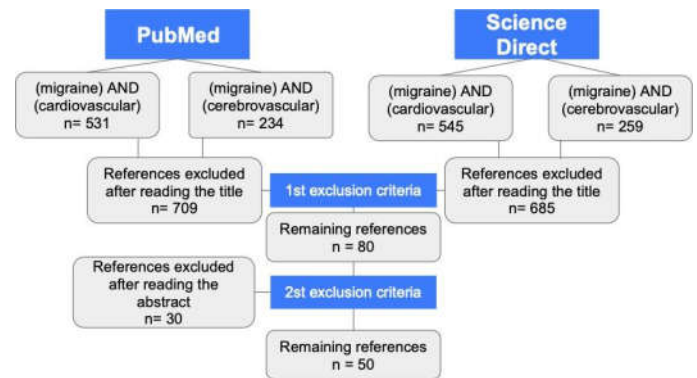 PubMed
Science
Direct
(migraine) AND
(cardiovascular)
n= 531
(migraine) AND
(cerebrovascular)
n= 234
(migraine) AND
(cardiovascular)
n= 545
(migraine) AND
(cerebrovascular)
n= 259
References excluded
after reading the title
n= 709
1st exclusion criteria
References excluded
after reading the title
n= 685
Remaining references
n = 80
References excluded
after reading the
abstract
n= 30
2st exclusion criteria
Remaining references
n = 50